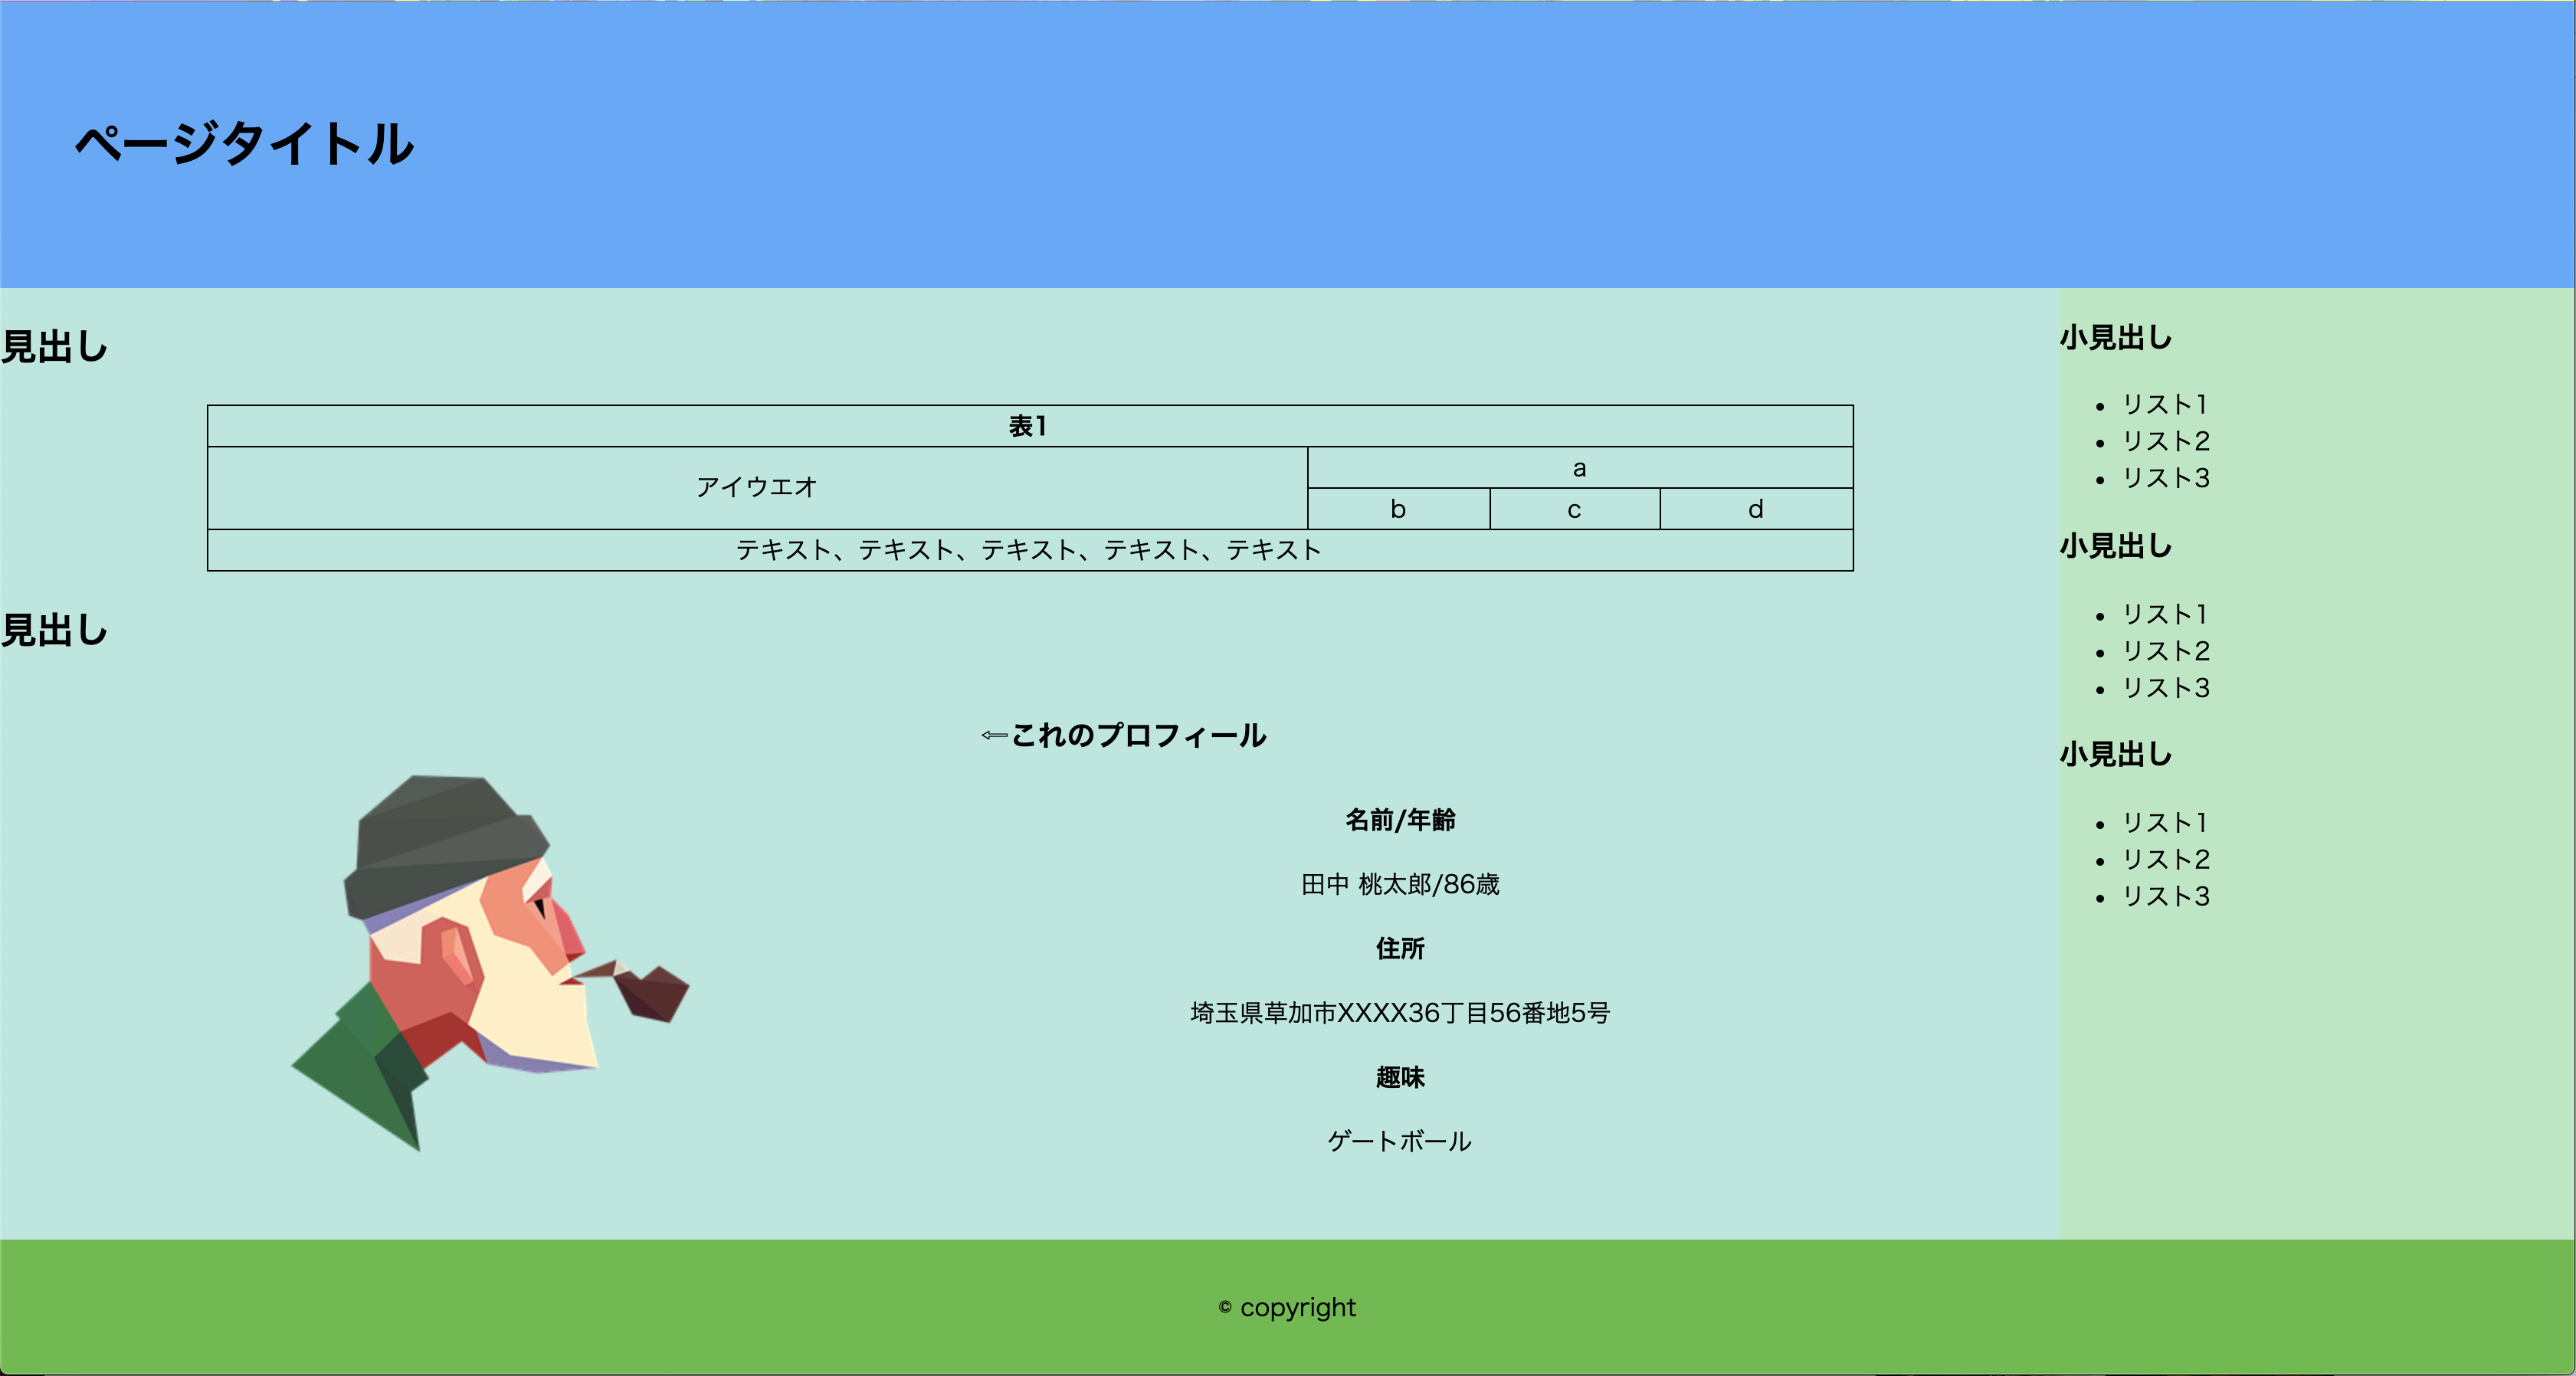 ページタイトル
見出し
表1
アイウエオ
a
b c d
テキスト、テキスト、テキスト、テキスト、テキスト
見出し
⇦これのプロフィール
名前/年齢
田中 桃太郎/86歳
住所
埼玉県草加市XXXX36丁目56番地5号
趣味
ゲートボール
小見出し
• リスト1
• リスト2
• リスト3
小見出し
• リスト1
• リスト2
• リスト3
小見出し
• リスト1
• リスト2
• リスト3
© copyright